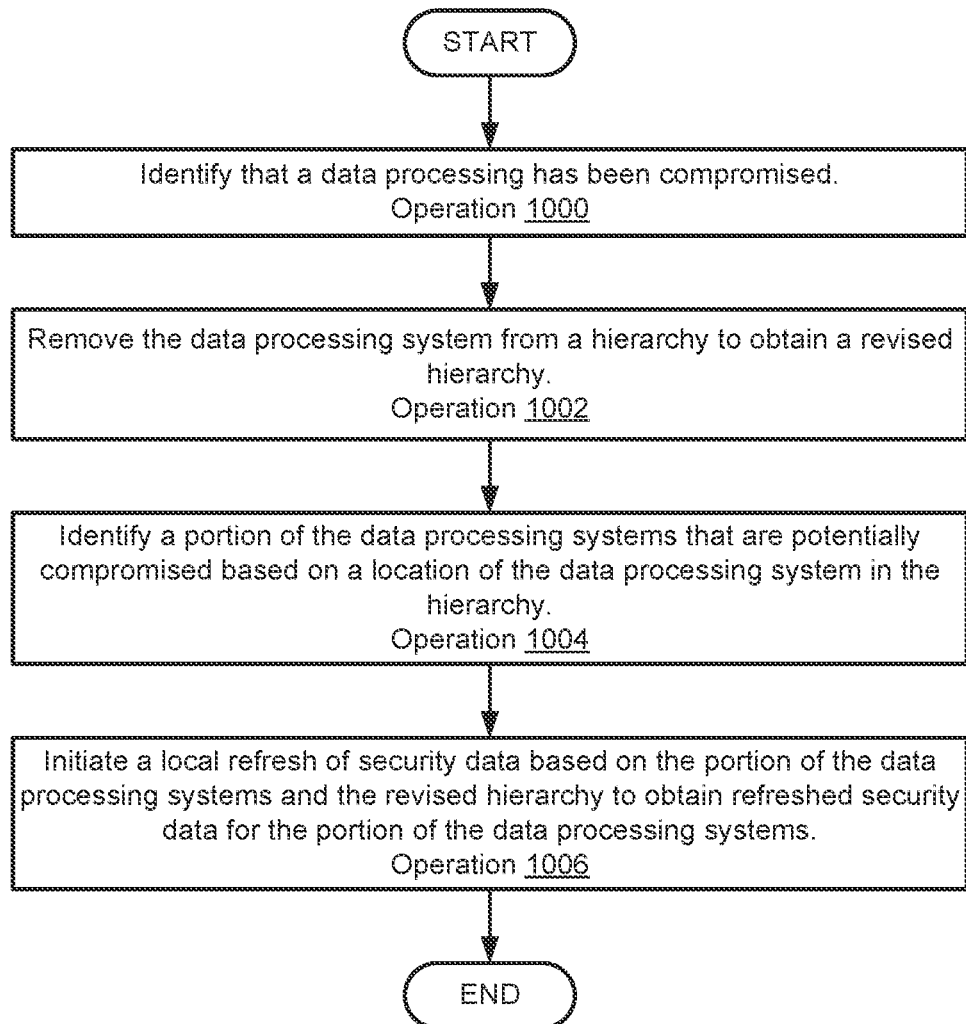 START
Identify that a data processing has been compromised.
Operation 1000
Remove the data processing system from a hierarchy to obtain a revised
hierarchy.
Operation 1002
Identify a portion of the data processing systems that are potentially
compromised based on a location of the data processing system in the
hierarchy.
Operation 1004
Initiate a local refresh of security data based on the portion of the data
processing systems and the revised hierarchy to obtain refreshed security
data for the portion of the data processing systems.
Operation 1006
END